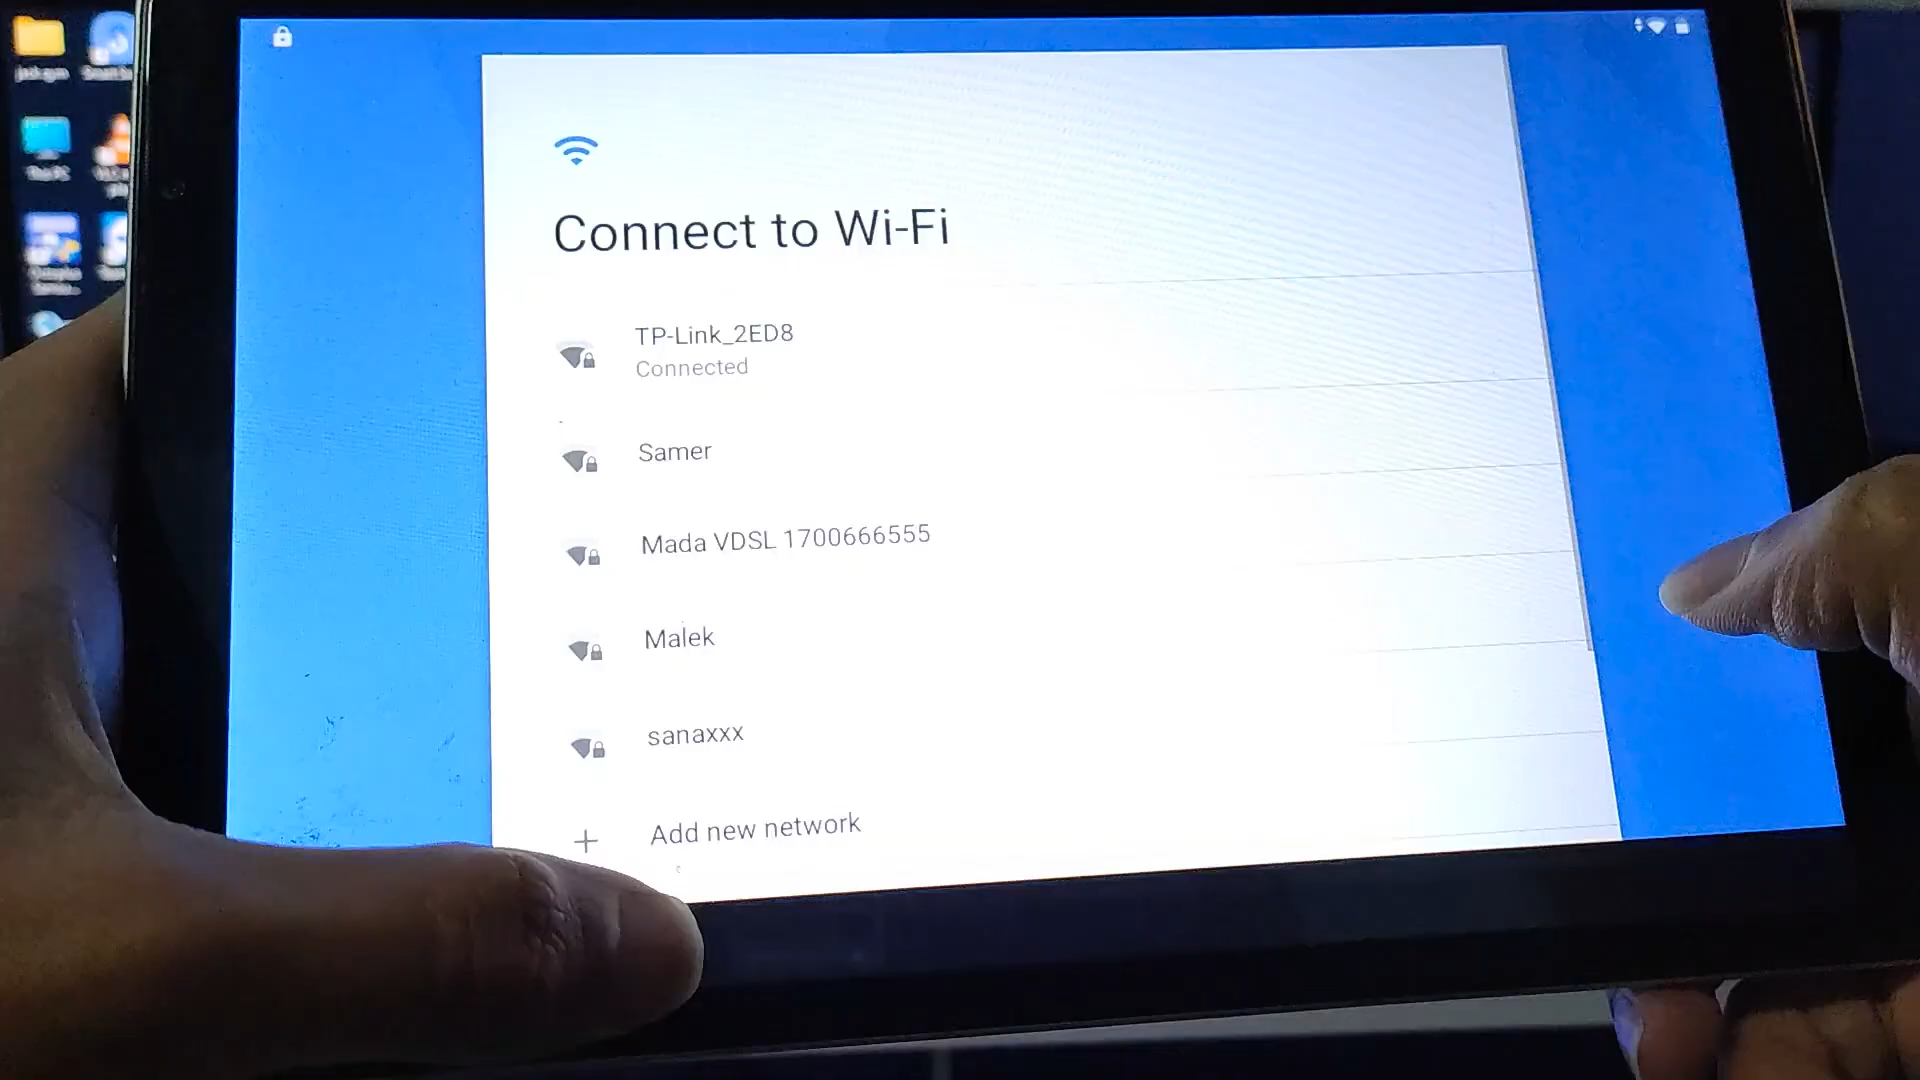 Connect to Wi-Fi
TP-Link_2ED8
Connected
Samer
Mada VDSL 1700666555
Malek
sanaxxx
Add new network